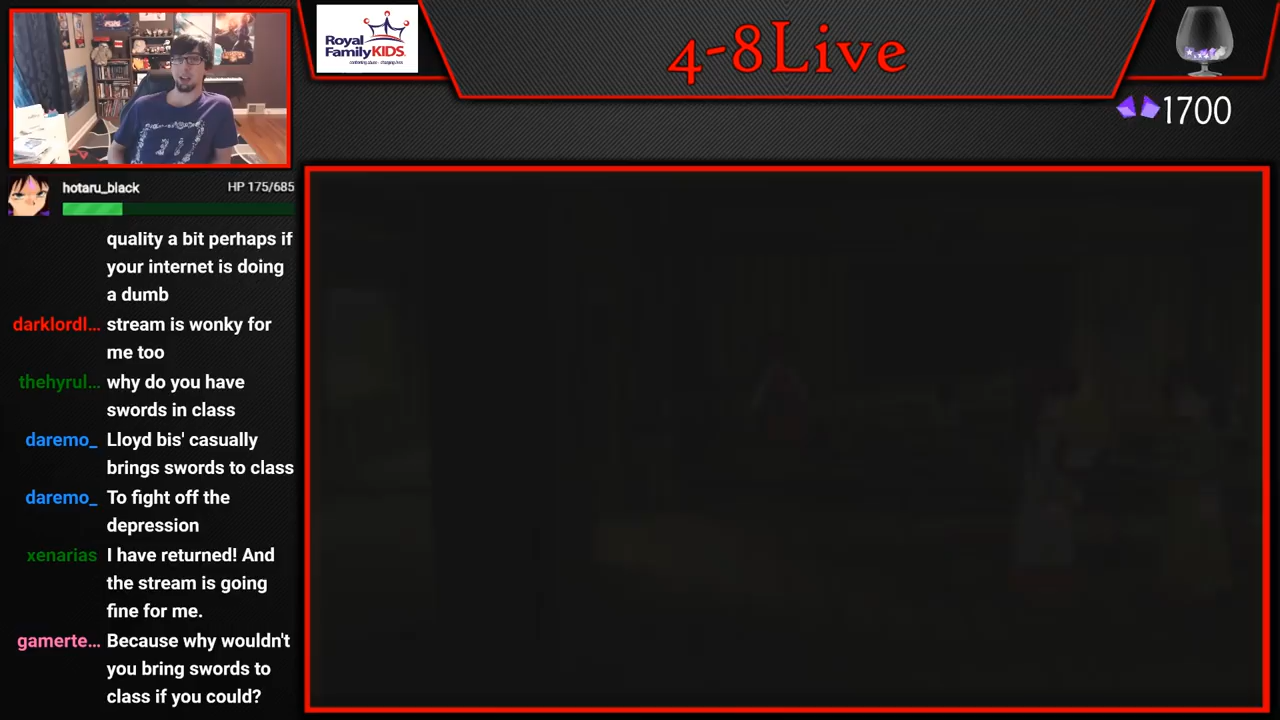 Royal
FamilyKIDS.
4-8Live
1700
hotaru_black
HP 175/685
quality a bit perhaps if
your internet is doing
a dumb
darklordl… stream is wonky for
me too
thehyrul… why do you have
swords in class
daremo_ Lloyd bis' casually
brings swords to class
daremo_ To fight off the
depression
xenarias I have returned! And
the stream is going
fine for me.
gamerte… Because why wouldn't
you bring swords to
class if you could?